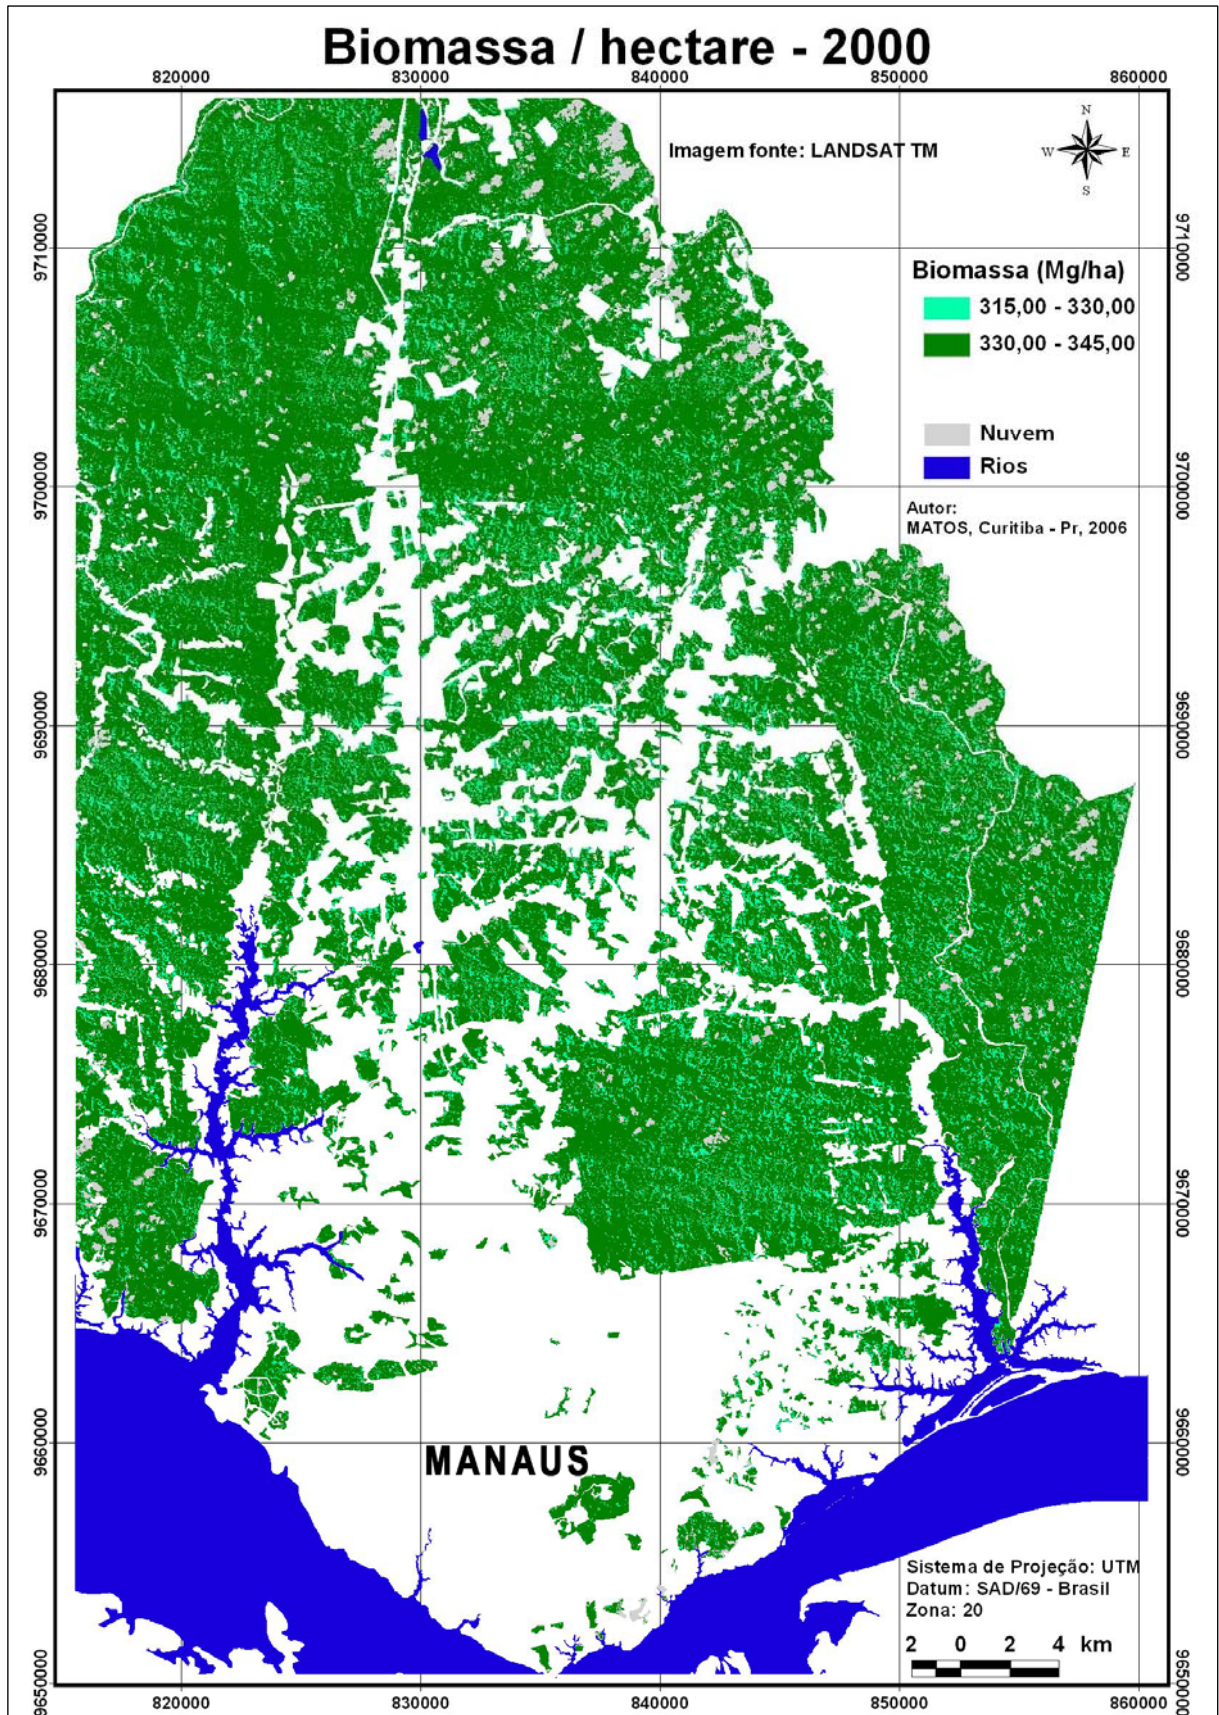 Biomassa / hectare - 2000
820000 830000 840000 850000 860000
N
W E
S
Imagem fonte: LANDSAT TM
9710000 9710000
Biomassa (Mg/ha)
315,00 - 330,00
330,00 - 345,00
Nuvem
Rios
9700000 9700000
Autor:
MATOS, Curitiba - Pr, 2006
9690000 9690000
9680000 9680000
9670000 9670000
9660000 9660000
MANAUS
Sistema de Projeção: UTM
Datum: SAD/69 - Brasil
Zona: 20
2 0 2 4 km
9650000 9650000
820000 830000 840000 850000 860000